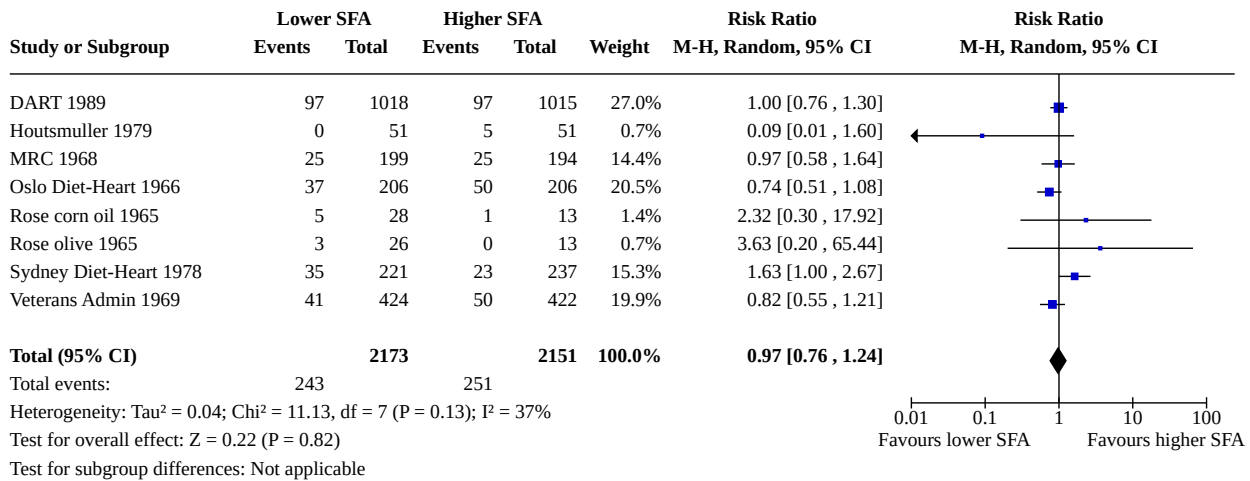 Lower SFA Higher SFA Risk Ratio Risk Ratio
Study or Subgroup Events Total Events Total Weight M-H, Random, 95% CI M-H, Random, 95% CI
DART 1989 97 1018 97 1015 27.0% 1.00 [0.76 , 1.30]
Houtsmuller 1979 0 51 5 51 0.7% 0.09 [0.01 , 1.60]
MRC 1968 25 199 25 194 14.4% 0.97 [0.58 , 1.64]
Oslo Diet-Heart 1966 37 206 50 206 20.5% 0.74 [0.51 , 1.08]
Rose corn oil 1965 5 28 1 13 1.4% 2.32 [0.30 , 17.92]
Rose olive 1965 3 26 0 13 0.7% 3.63 [0.20 , 65.44]
Sydney Diet-Heart 1978 35 221 23 237 15.3% 1.63 [1.00 , 2.67]
Veterans Admin 1969 41 424 50 422 19.9% 0.82 [0.55 , 1.21]
Total (95% CI) 2173 2151 100.0% 0.97 [0.76 , 1.24]
Total events: 243 251
Heterogeneity: Tau² = 0.04; Chi² = 11.13, df = 7 (P = 0.13); I² = 37%
0.01 0.1 1 10 100
Test for overall effect: Z = 0.22 (P = 0.82) Favours lower SFA Favours higher SFA
Test for subgroup differences: Not applicable